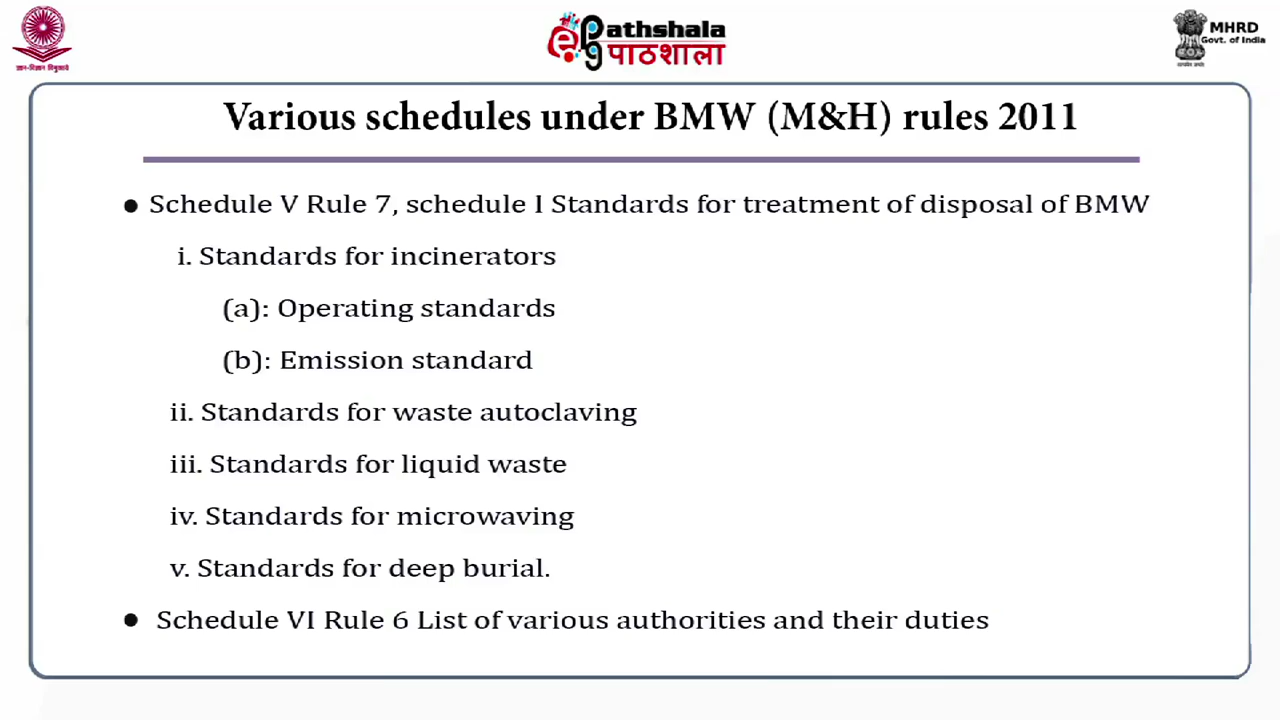 ज्ञान-विज्ञान विमुक्तये
e Pathshala
पाठशाला
MHRD
Govt. of India
Various schedules under BMW (M&H) rules 2011
● Schedule V Rule 7, schedule I Standards for treatment of disposal of BMW
i. Standards for incinerators
(a): Operating standards
(b): Emission standard
ii. Standards for waste autoclaving
iii. Standards for liquid waste
iv. Standards for microwaving
v. Standards for deep burial.
● Schedule VI Rule 6 List of various authorities and their duties